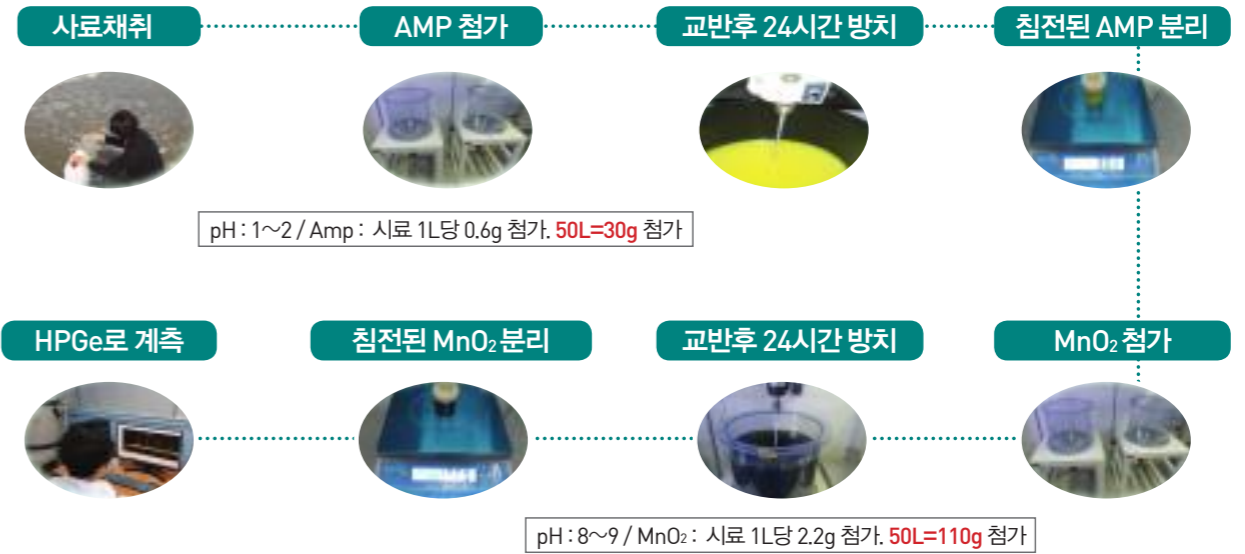 사료채취
AMP 첨가
교반후 24시간 방치
침전된 AMP 분리
pH : 1~2 / Amp : 시료 1L당 0.6g 첨가. 50L=30g 첨가
HPGe로 계측
침전된 MnO₂ 분리
교반후 24시간 방치
MnO₂ 첨가
pH : 8~9 / MnO₂ : 시료 1L당 2.2g 첨가. 50L=110g 첨가